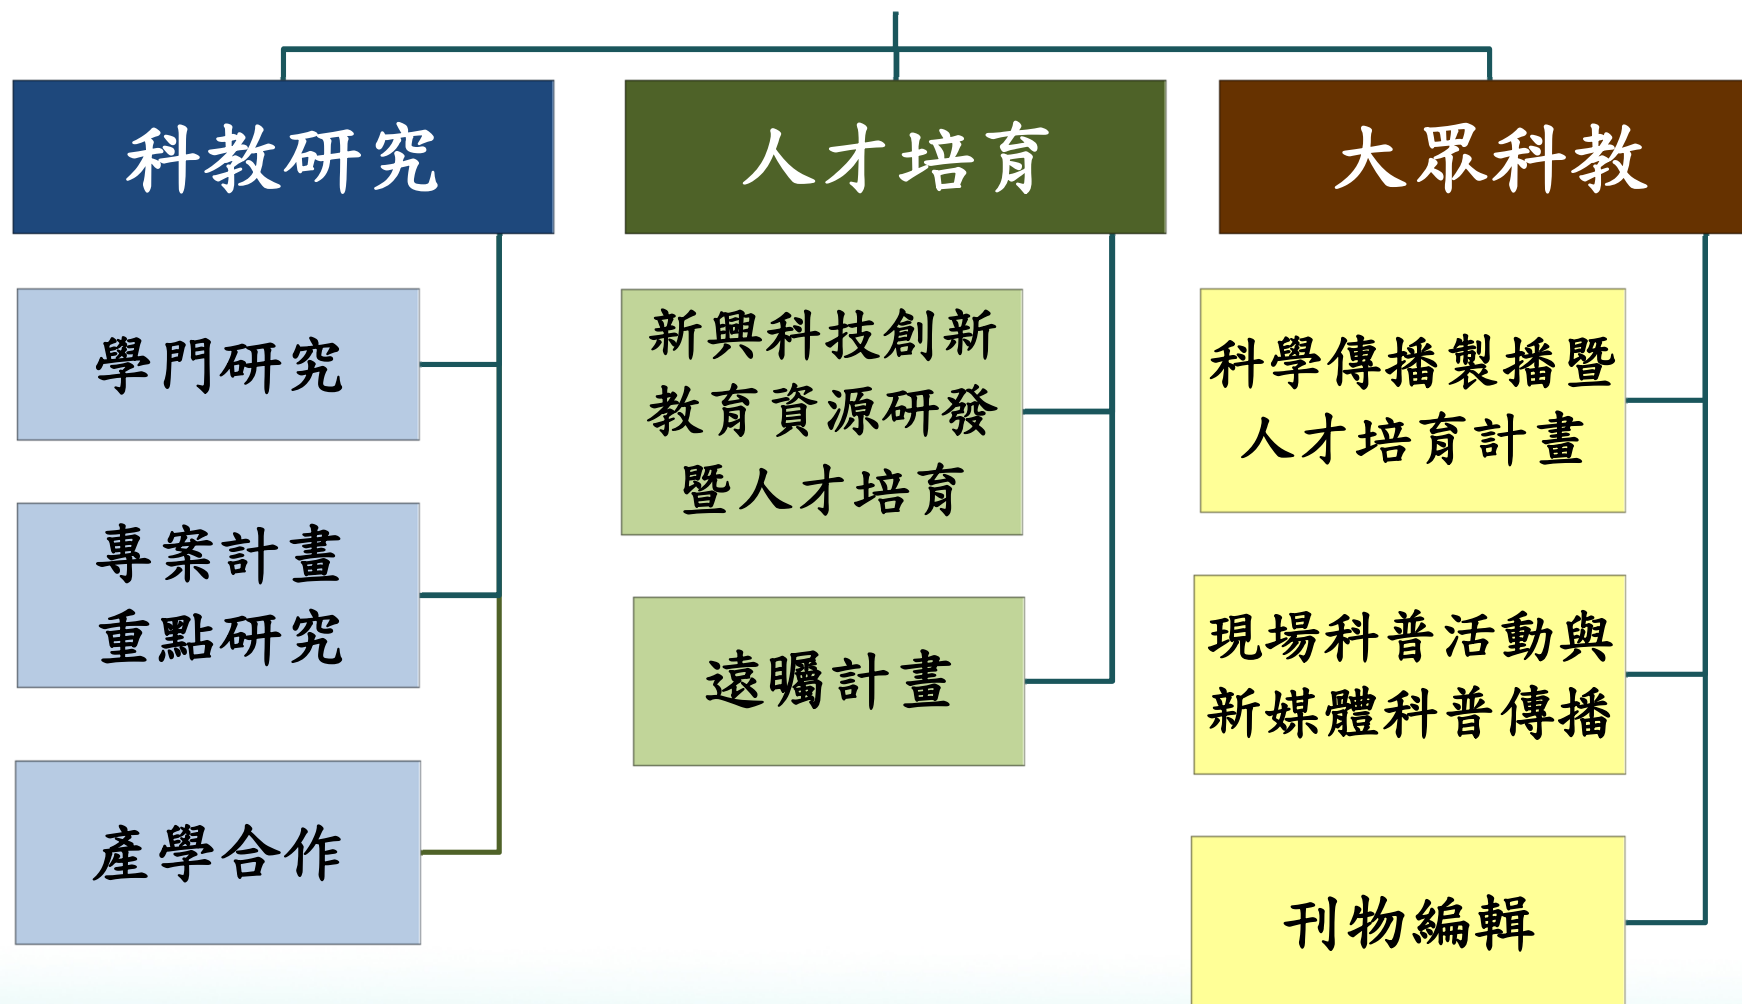 科教研究
人才培育
大眾科教
學門研究
專案計畫
重點研究
產學合作
新興科技創新
教育資源研發
暨人才培育
遠矚計畫
科學傳播製播暨
人才培育計畫
現場科普活動與
新媒體科普傳播
刊物編輯